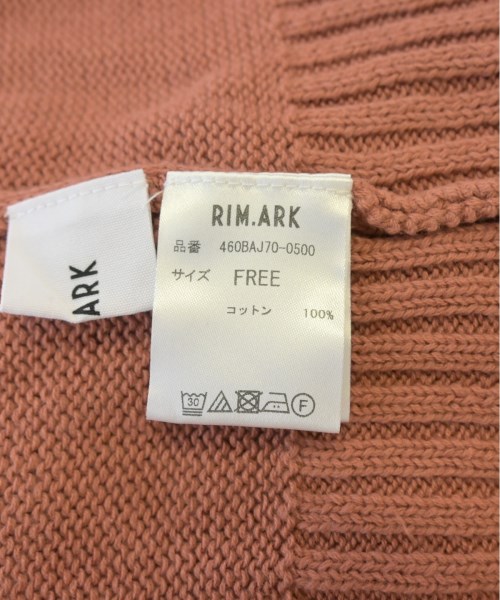 RIM.ARK
品番 460BAJ70-0500
サイズ FREE
コットン 100%
30 F
ARK